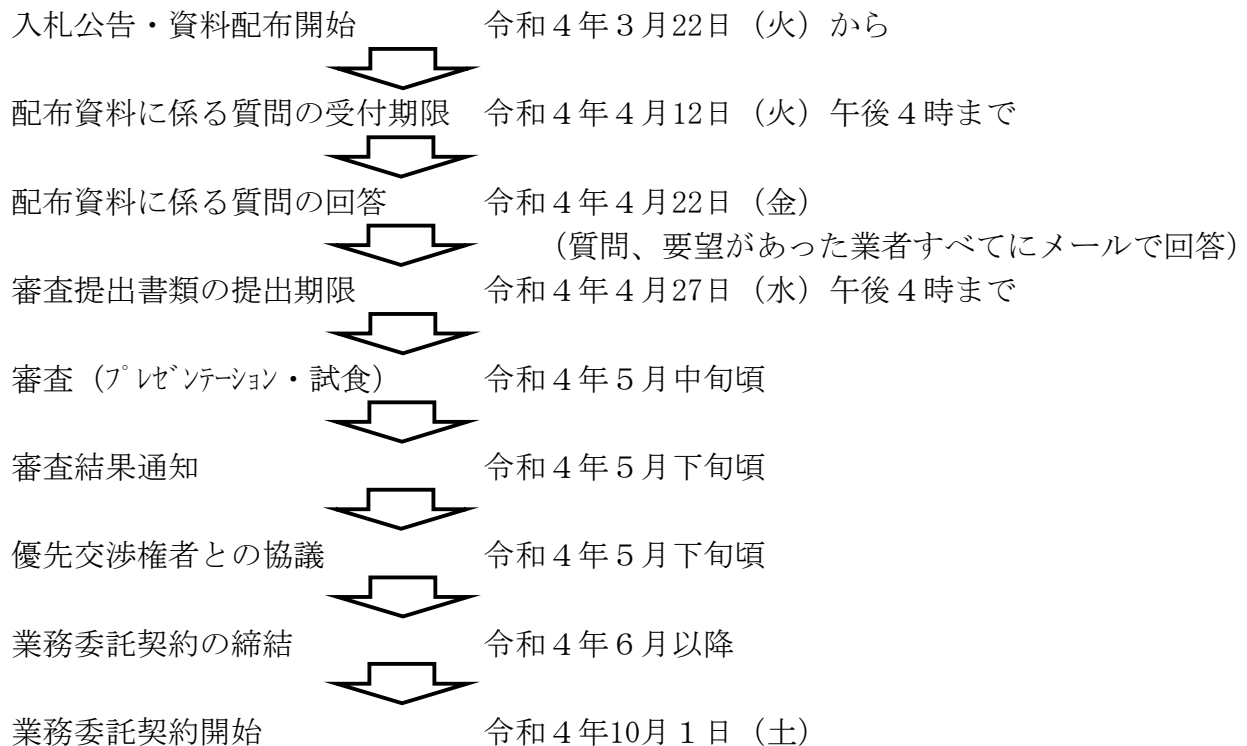 入札公告・資料配布開始　令和４年３月22日（火）から
配布資料に係る質問の受付期限　令和４年４月12日（火）午後４時まで
配布資料に係る質問の回答　令和４年４月22日（金）
（質問、要望があった業者すべてにメールで回答）
審査提出書類の提出期限　令和４年４月27日（水）午後４時まで
審査（ﾌﾟﾚｾﾞﾝﾃｰｼｮﾝ・試食）　令和４年５月中旬頃
審査結果通知　令和４年５月下旬頃
優先交渉権者との協議　令和４年５月下旬頃
業務委託契約の締結　令和４年６月以降
業務委託契約開始　令和４年10月１日（土）